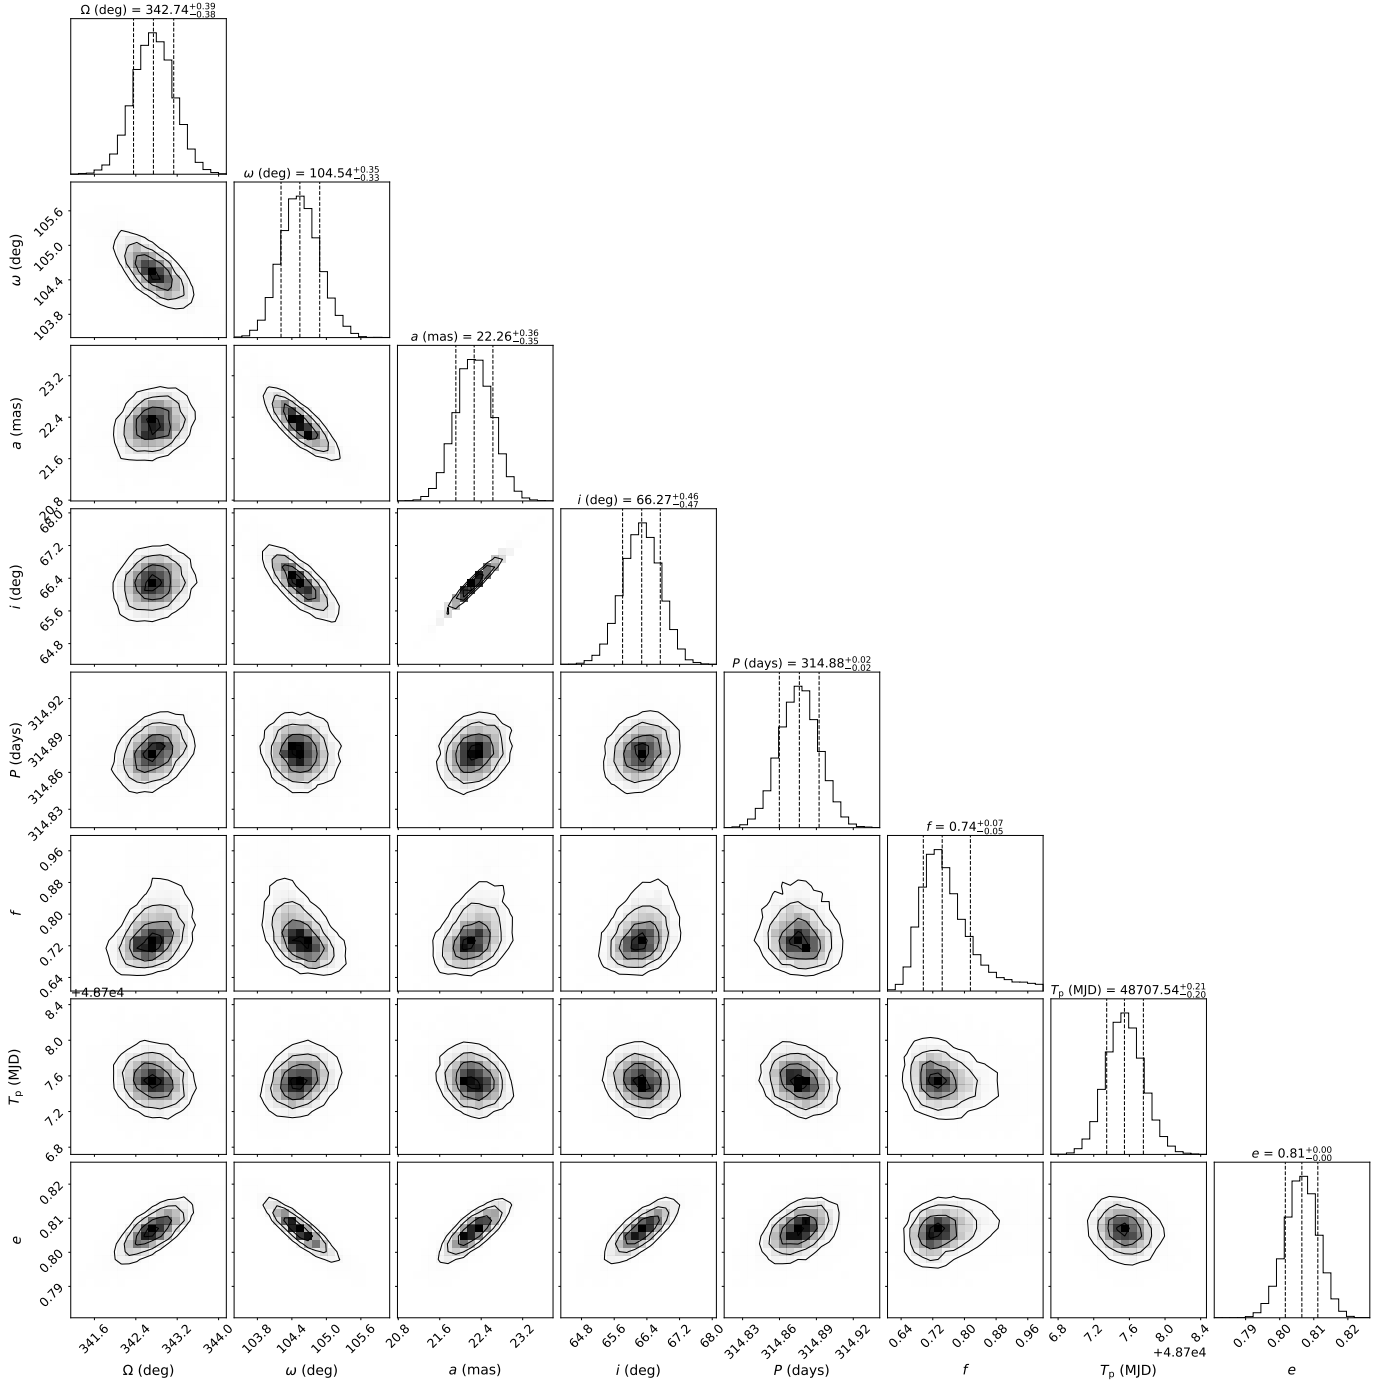 Ω (deg) = 342.74 +0.39 −0.38
ω (deg) = 104.54 +0.35 −0.33
105.6
105.0
104.4
103.8
ω (deg)
a (mas) = 22.26 +0.36 −0.35
23.2
22.4
21.6
20.8
a (mas)
i (deg) = 66.27 +0.46 −0.47
68.0
67.2
66.4
65.6
64.8
i (deg)
P (days) = 314.88 +0.02 −0.02
314.92
314.89
314.86
314.83
P (days)
f = 0.74 +0.07 −0.05
0.96
0.88
0.80
0.72
0.64
f
+4.87e4
Tp (MJD) = 48707.54 +0.21 −0.20
8.4
8.0
7.6
7.2
6.8
Tp (MJD)
e = 0.81 +0.00 −0.00
0.82
0.81
0.80
0.79
e
341.6 342.4 343.2 344.0 103.8 104.4 105.0 105.6 20.8 21.6 22.4 23.2 64.8 65.6 66.4 67.2 68.0 314.83 314.86 314.89 314.92 0.64 0.72 0.80 0.88 0.96 6.8 7.2 7.6 8.0 8.4 0.79 0.80 0.81 0.82
+4.87e4
Ω (deg) ω (deg) a (mas) i (deg) P (days) f Tp (MJD) e